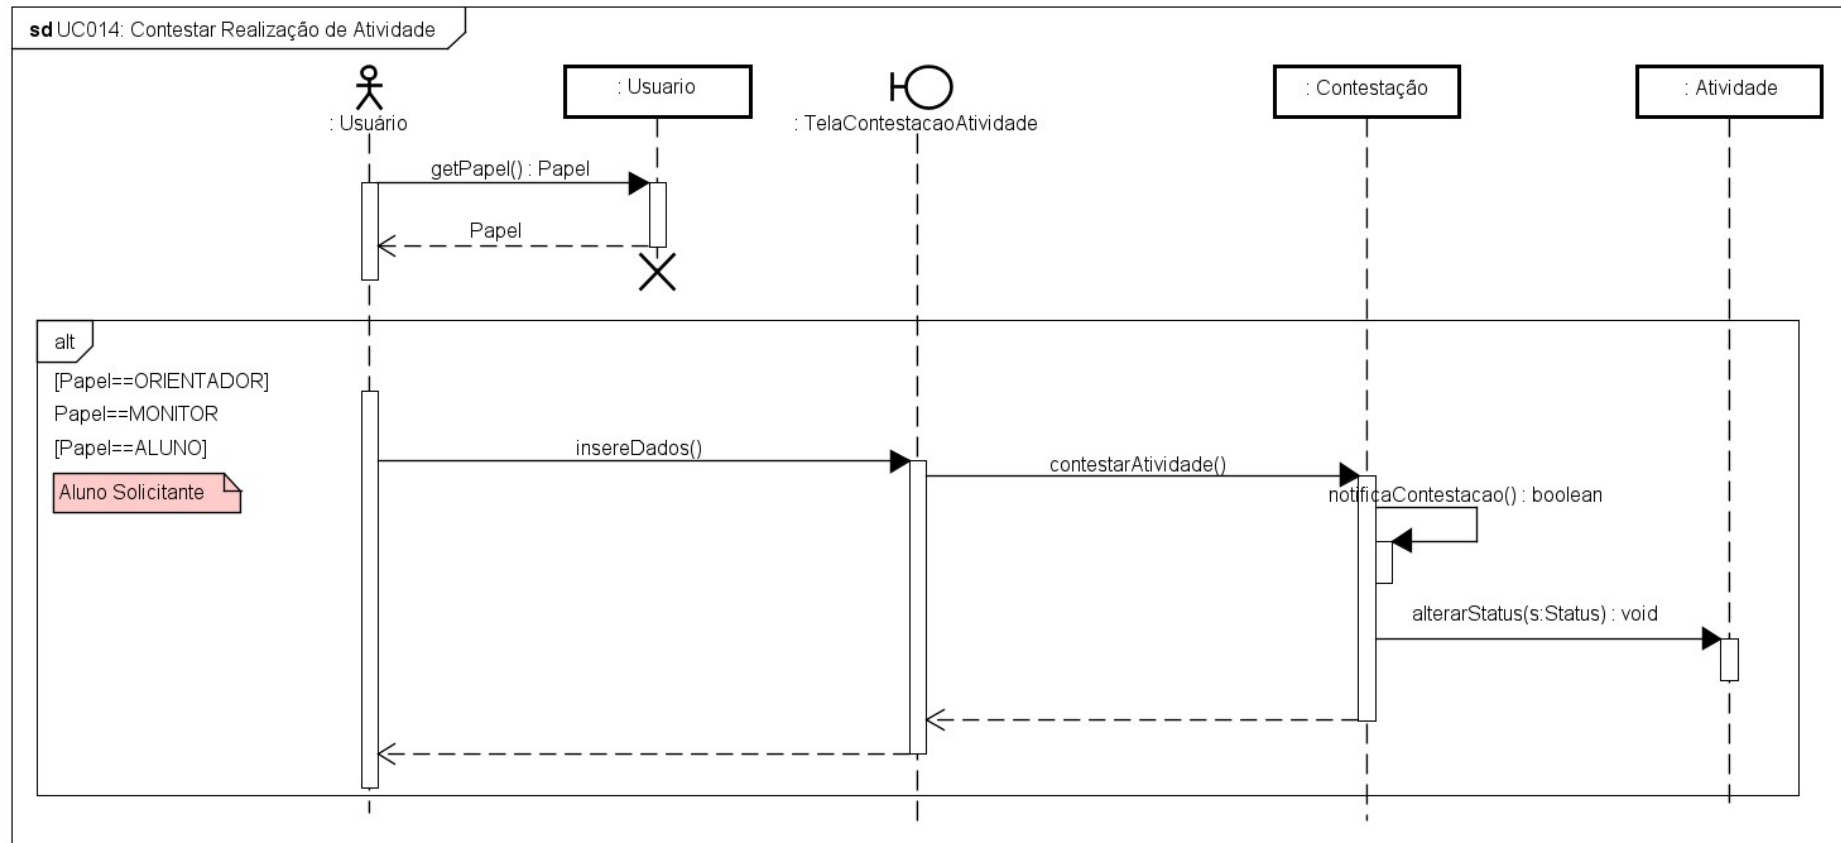 sd UC014: Contestar Realização de Atividade
: Usuário
: Usuario
: TelaContestacaoAtividade
: Contestação
: Atividade
getPapel() : Papel
Papel
alt
[Papel==ORIENTADOR]
Papel==MONITOR
[Papel==ALUNO]
Aluno Solicitante
insereDados()
contestarAtividade()
notificaContestacao() : boolean
alterarStatus(s:Status) : void